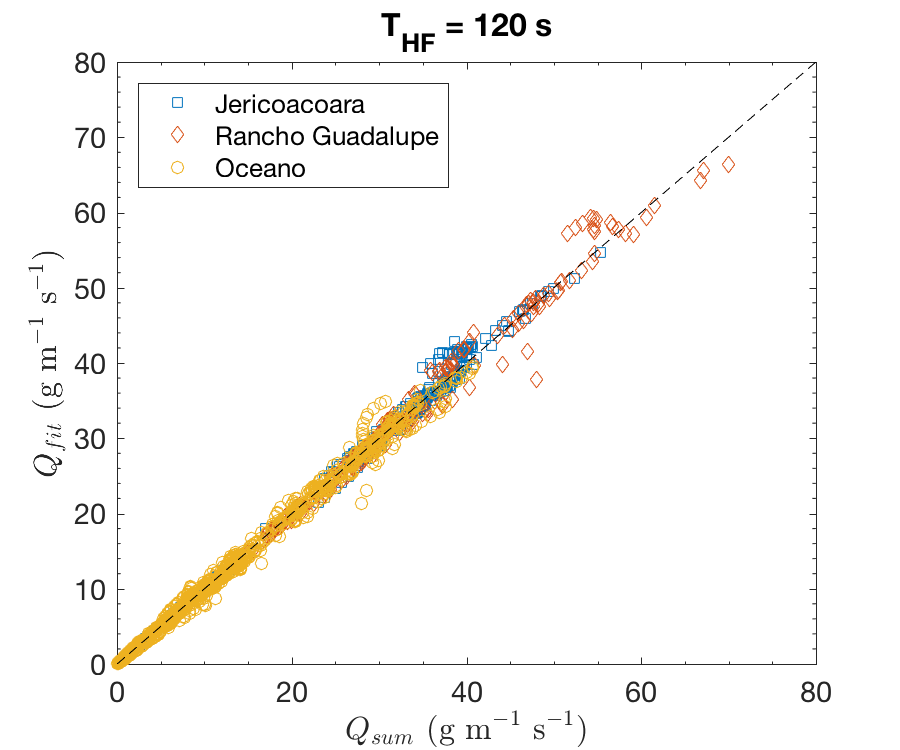 T_HF = 120 s
Jericoacoara
Rancho Guadalupe
Oceano
80
70
60
50
40
30
20
10
0
Q_fit (g m⁻¹ s⁻¹)
0 20 40 60 80
Q_sum (g m⁻¹ s⁻¹)